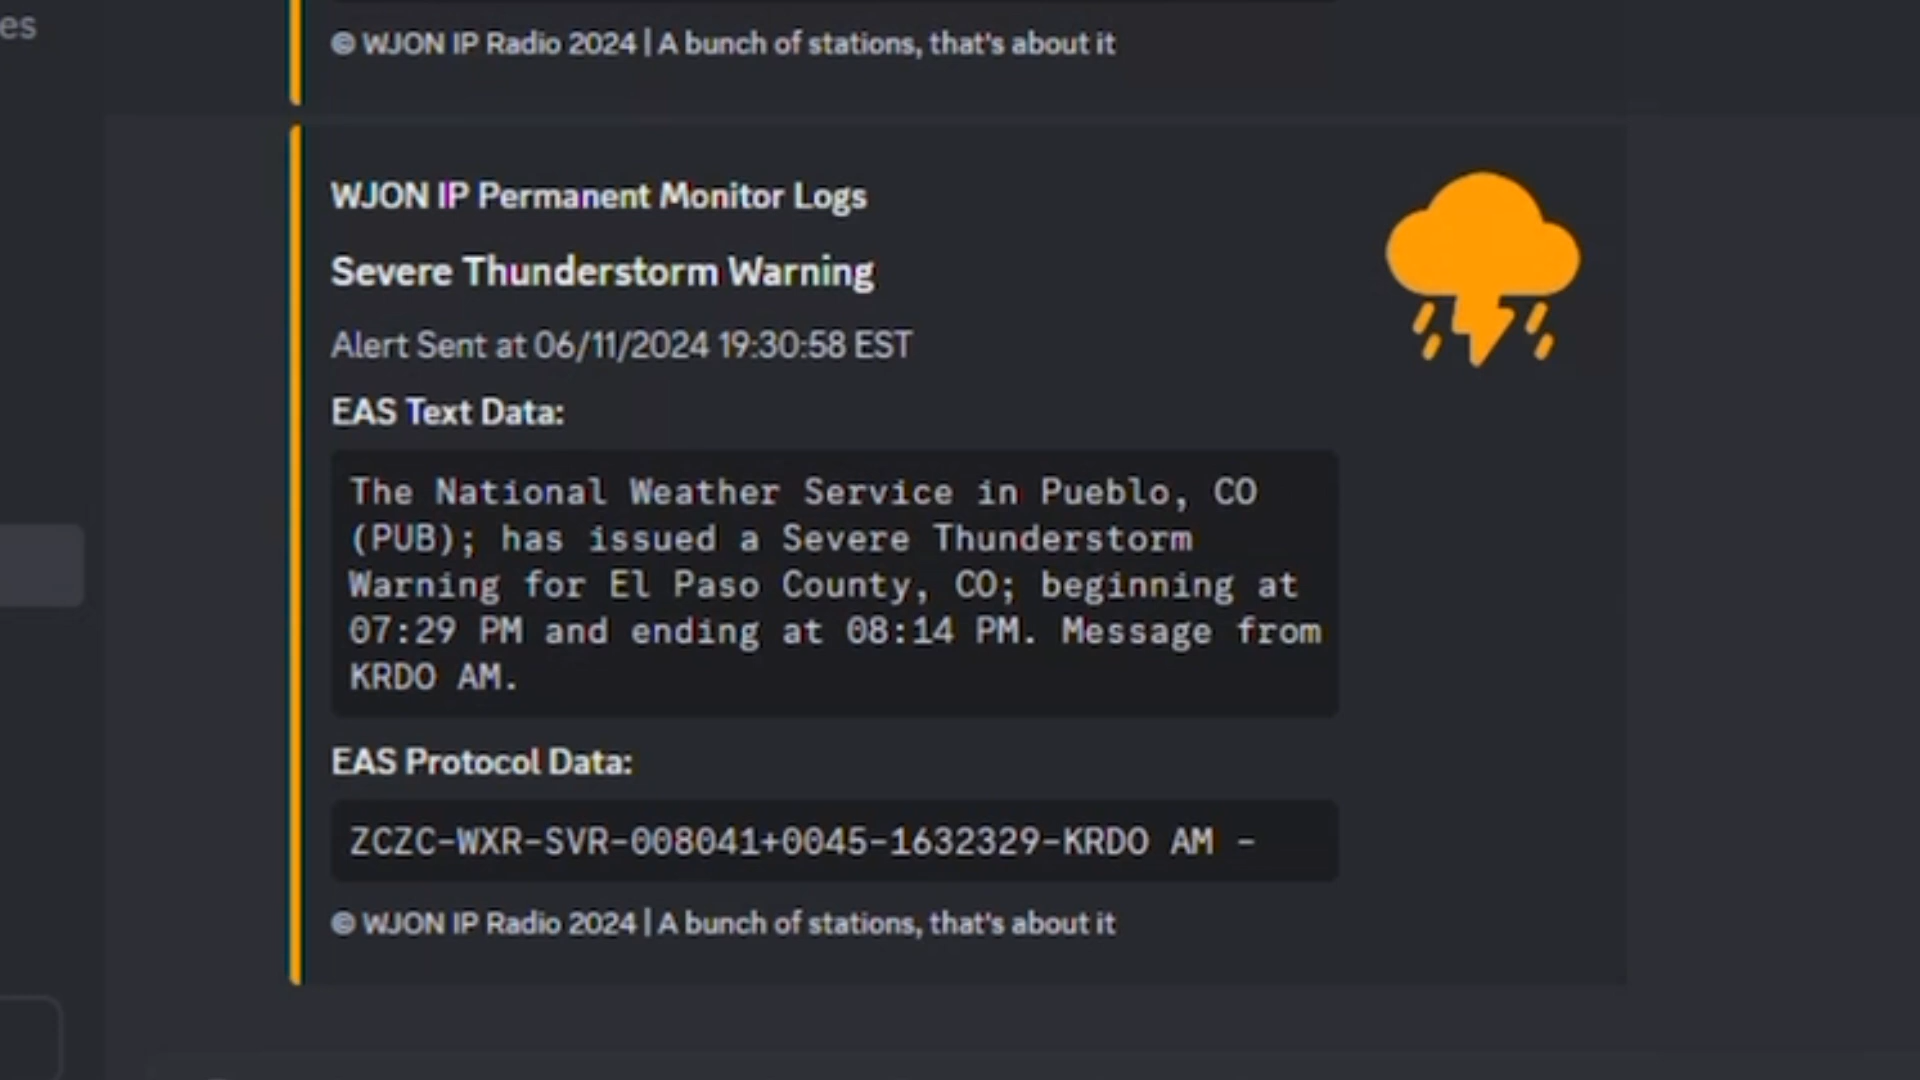 es
© WJON IP Radio 2024 | A bunch of stations, that's about it
WJON IP Permanent Monitor Logs
Severe Thunderstorm Warning
Alert Sent at 06/11/2024 19:30:58 EST
EAS Text Data:
The National Weather Service in Pueblo, CO
(PUB); has issued a Severe Thunderstorm
Warning for El Paso County, CO; beginning at
07:29 PM and ending at 08:14 PM. Message from
KRDO AM.
EAS Protocol Data:
ZCZC-WXR-SVR-008041+0045-1632329-KRDO AM -
© WJON IP Radio 2024 | A bunch of stations, that's about it